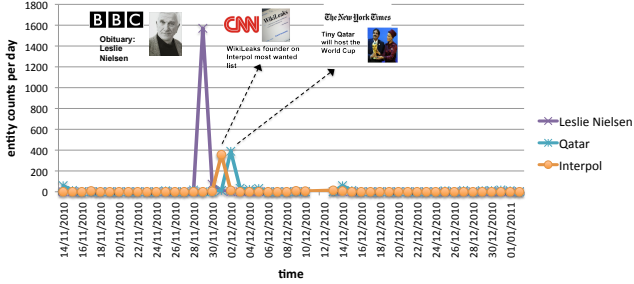 1800
1600
1400
1200
1000
800
600
400
200
0
entity counts per day
BBC
Obituary:
Leslie
Nielsen
CNN
WikiLeaks
WikiLeaks founder on
Interpol most wanted
list
The New York Times
Tiny Qatar
will host the
World Cup
Leslie Nielsen
Qatar
Interpol
14/11/2010
16/11/2010
18/11/2010
20/11/2010
22/11/2010
24/11/2010
26/11/2010
28/11/2010
30/11/2010
02/12/2010
04/12/2010
06/12/2010
08/12/2010
10/12/2010
12/12/2010
14/12/2010
16/12/2010
18/12/2010
20/12/2010
22/12/2010
24/12/2010
26/12/2010
28/12/2010
30/12/2010
01/01/2011
time